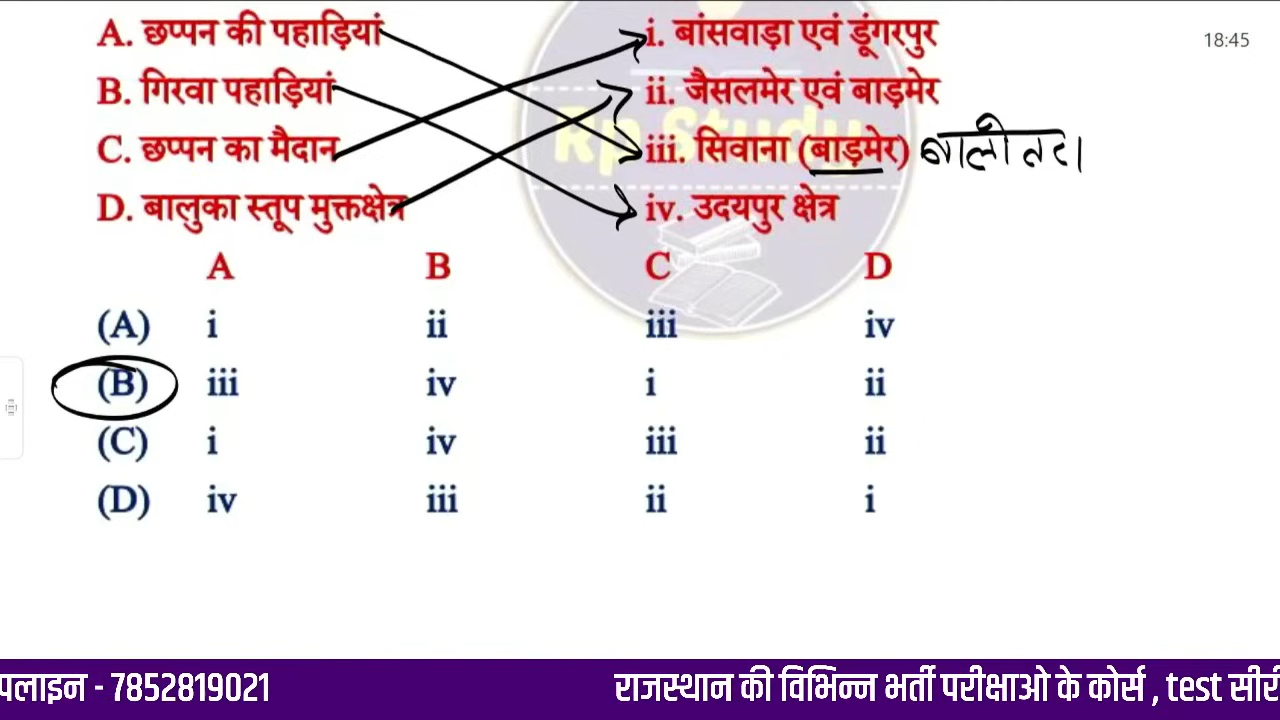 A. छप्पन की पहाड़ियां i. बांसवाड़ा एवं डूंगरपुर 18:45
B. गिरवा पहाड़ियां ii. जैसलमेर एवं बाड़मेर
C. छप्पन का मैदान iii. सिवाना (बाड़मेर) बालोतरा
D. बालुका स्तूप मुक्तक्षेत्र iv. उदयपुर क्षेत्र
Rp Study
A B C D
(A) i ii iii iv
(B) iii iv i ii
(C) i iv iii ii
(D) iv iii ii i
पलाइन - 7852819021 राजस्थान की विभिन्न भर्ती परीक्षाओ के कोर्स , test सीरी